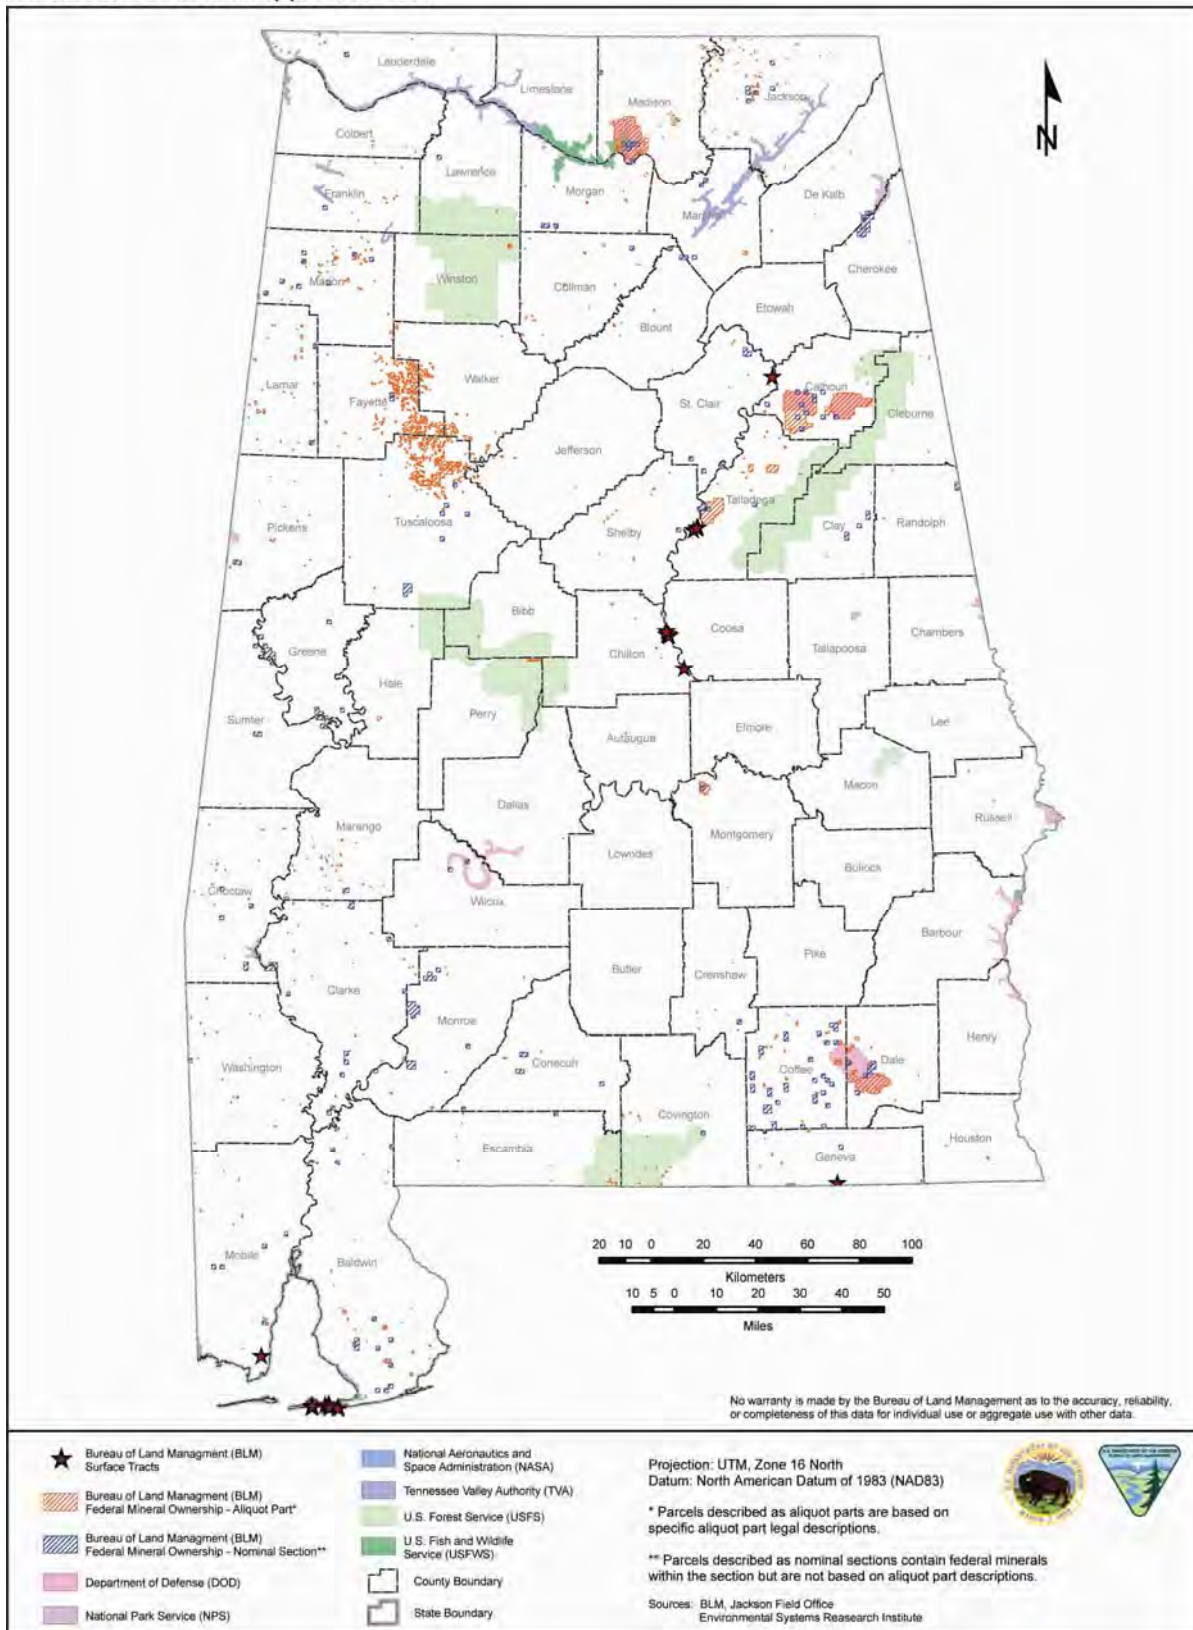 Lauderdale
Limestone
Madison
Jackson
Colbert
Lawrence
Franklin
Morgan
De Kalb
Cherokee
Winston
Cullman
Etowah
Blount
Lamar
Walker
Fayette
St. Clair
Calhoun
Cleburne
Jefferson
Talladega
Pickens
Tuscaloosa
Shelby
Clay
Randolph
Bibb
Greene
Chilton
Coosa
Tallapoosa
Chambers
Hale
Sumter
Perry
Autauga
Elmore
Lee
Macon
Dallas
Marengo
Montgomery
Russell
Lowndes
Bullock
Choctaw
Wilcox
Barbour
Pike
Butler
Crenshaw
Clarke
Monroe
Henry
Washington
Conecuh
Coffee
Dale
Covington
Escambia
Houston
Geneva
Mobile
Baldwin
N
20 10 0 20 40 60 80 100
Kilometers
10 5 0 10 20 30 40 50
Miles
No warranty is made by the Bureau of Land Management as to the accuracy, reliability,
or completeness of this data for individual use or aggregate use with other data.
Bureau of Land Managment (BLM)
Surface Tracts
Bureau of Land Managment (BLM)
Federal Mineral Ownership - Aliquot Part*
Bureau of Land Managment (BLM)
Federal Mineral Ownership - Nominal Section**
Department of Defense (DOD)
National Park Service (NPS)
National Aeronautics and
Space Administration (NASA)
Tennessee Valley Authority (TVA)
U.S. Forest Service (USFS)
U.S. Fish and Wildlife
Service (USFWS)
County Boundary
State Boundary
Projection: UTM, Zone 16 North
Datum: North American Datum of 1983 (NAD83)
* Parcels described as aliquot parts are based on
specific aliquot part legal descriptions.
** Parcels described as nominal sections contain federal minerals
within the section but are not based on aliquot part descriptions.
Sources: BLM, Jackson Field Office
Environmental Systems Reasearch Institute